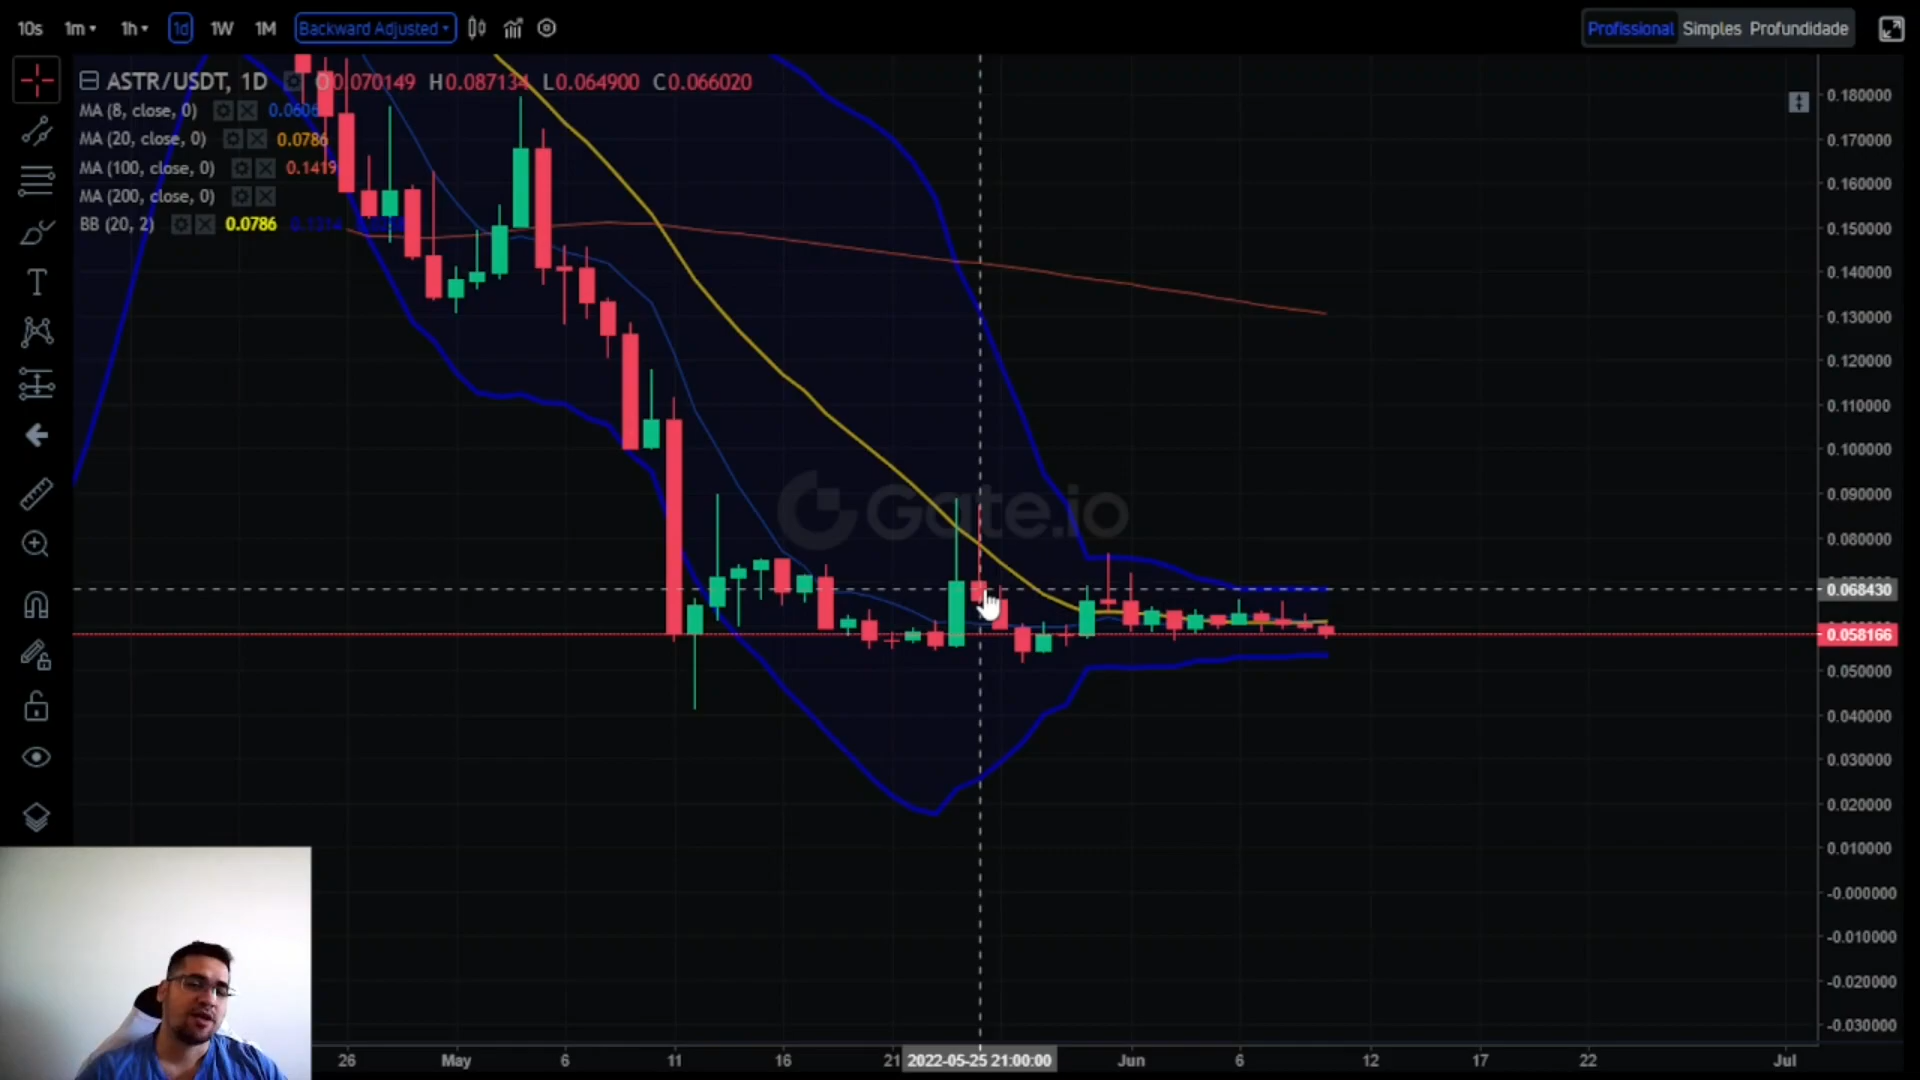 10s 1m 1h 1d 1W 1M Backward Adjusted Profissional Simples Profundidade
ASTR/USDT, 1D O0.070149 H0.087134 L0.064900 C0.066020
MA (8, close, 0) 0.0606
MA (20, close, 0) 0.0786
MA (100, close, 0) 0.1419
MA (200, close, 0)
BB (20, 2) 0.0786 0.1314
0.180000
0.170000
0.160000
0.150000
0.140000
0.130000
0.120000
0.110000
0.100000
0.090000
Gate.io
0.080000
0.068430
0.058166
0.050000
0.040000
0.030000
0.020000
0.010000
-0.000000
-0.010000
-0.020000
-0.030000
26 May 6 11 16 21 2022-05-25 21:00:00 Jun 6 12 17 22 Jul